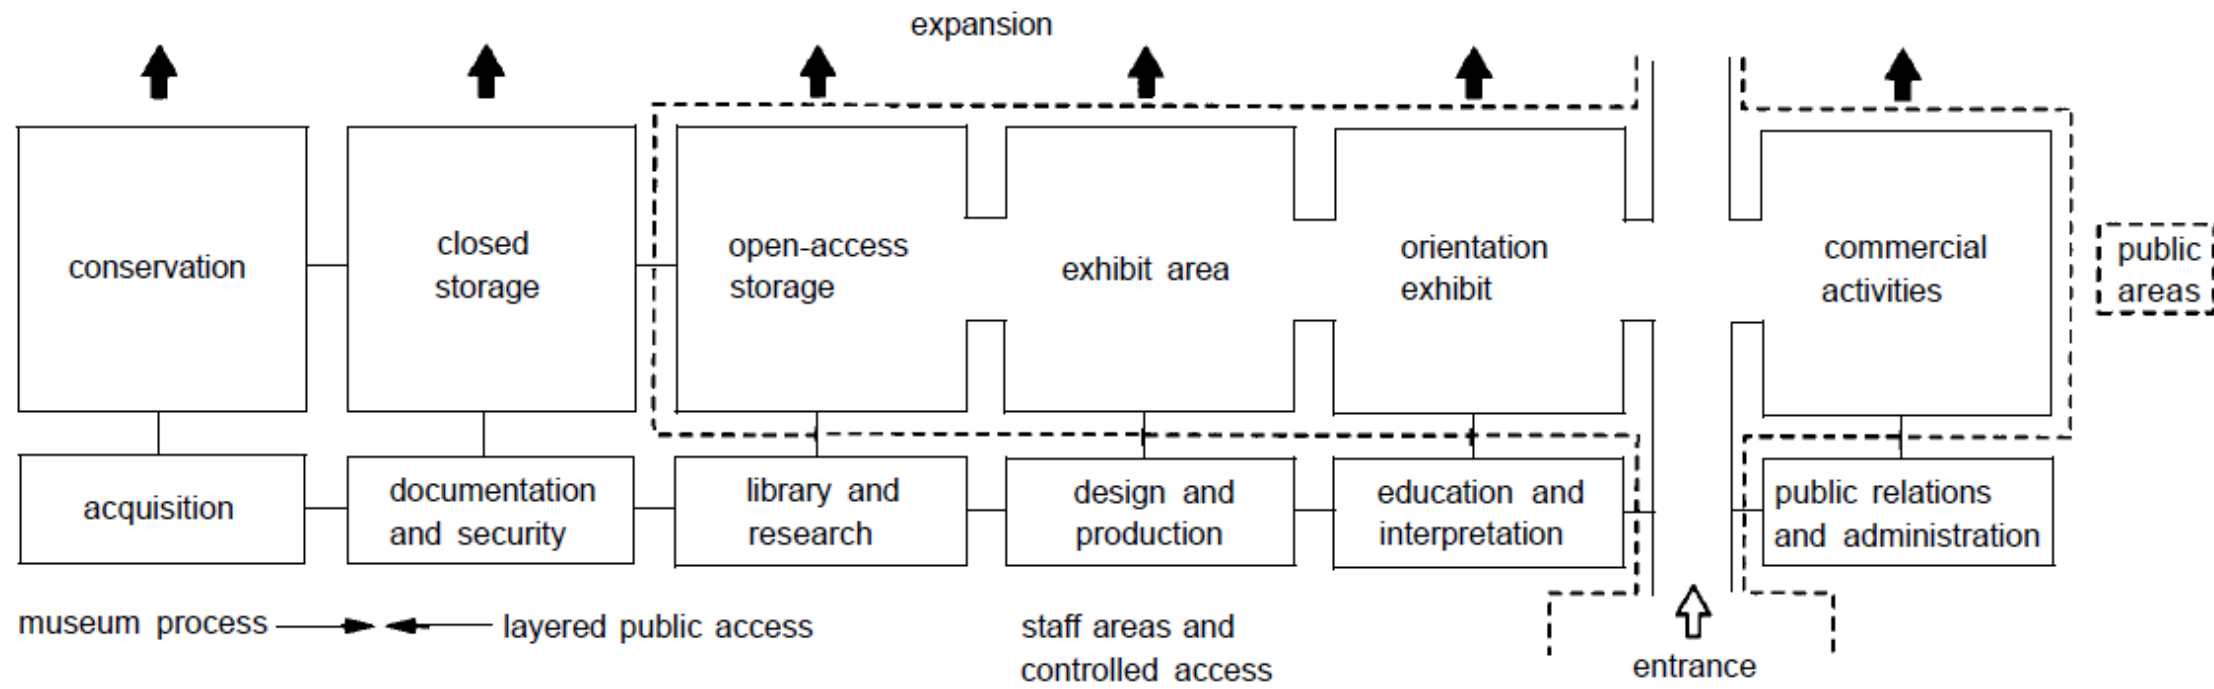 expansion
conservation
closed
storage
open-access
storage
exhibit area
orientation
exhibit
commercial
activities
public
areas
acquisition
documentation
and security
library and
research
design and
production
education and
interpretation
public relations
and administration
museum process
layered public access
staff areas and
controlled access
entrance